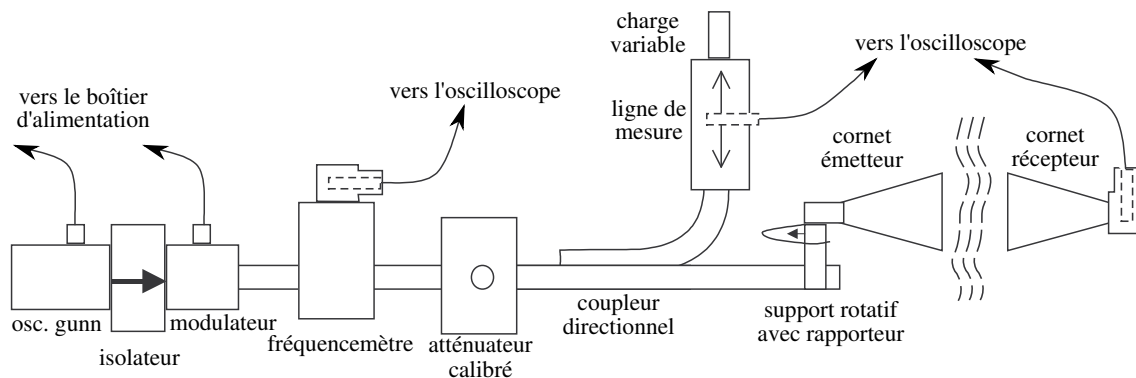 charge
variable
vers l'oscilloscope
vers le boîtier
d'alimentation
vers l'oscilloscope
ligne de
mesure
cornet
émetteur
cornet
récepteur
osc. gunn
isolateur
modulateur
fréquencemètre
atténuateur
calibré
coupleur
directionnel
support rotatif
avec rapporteur